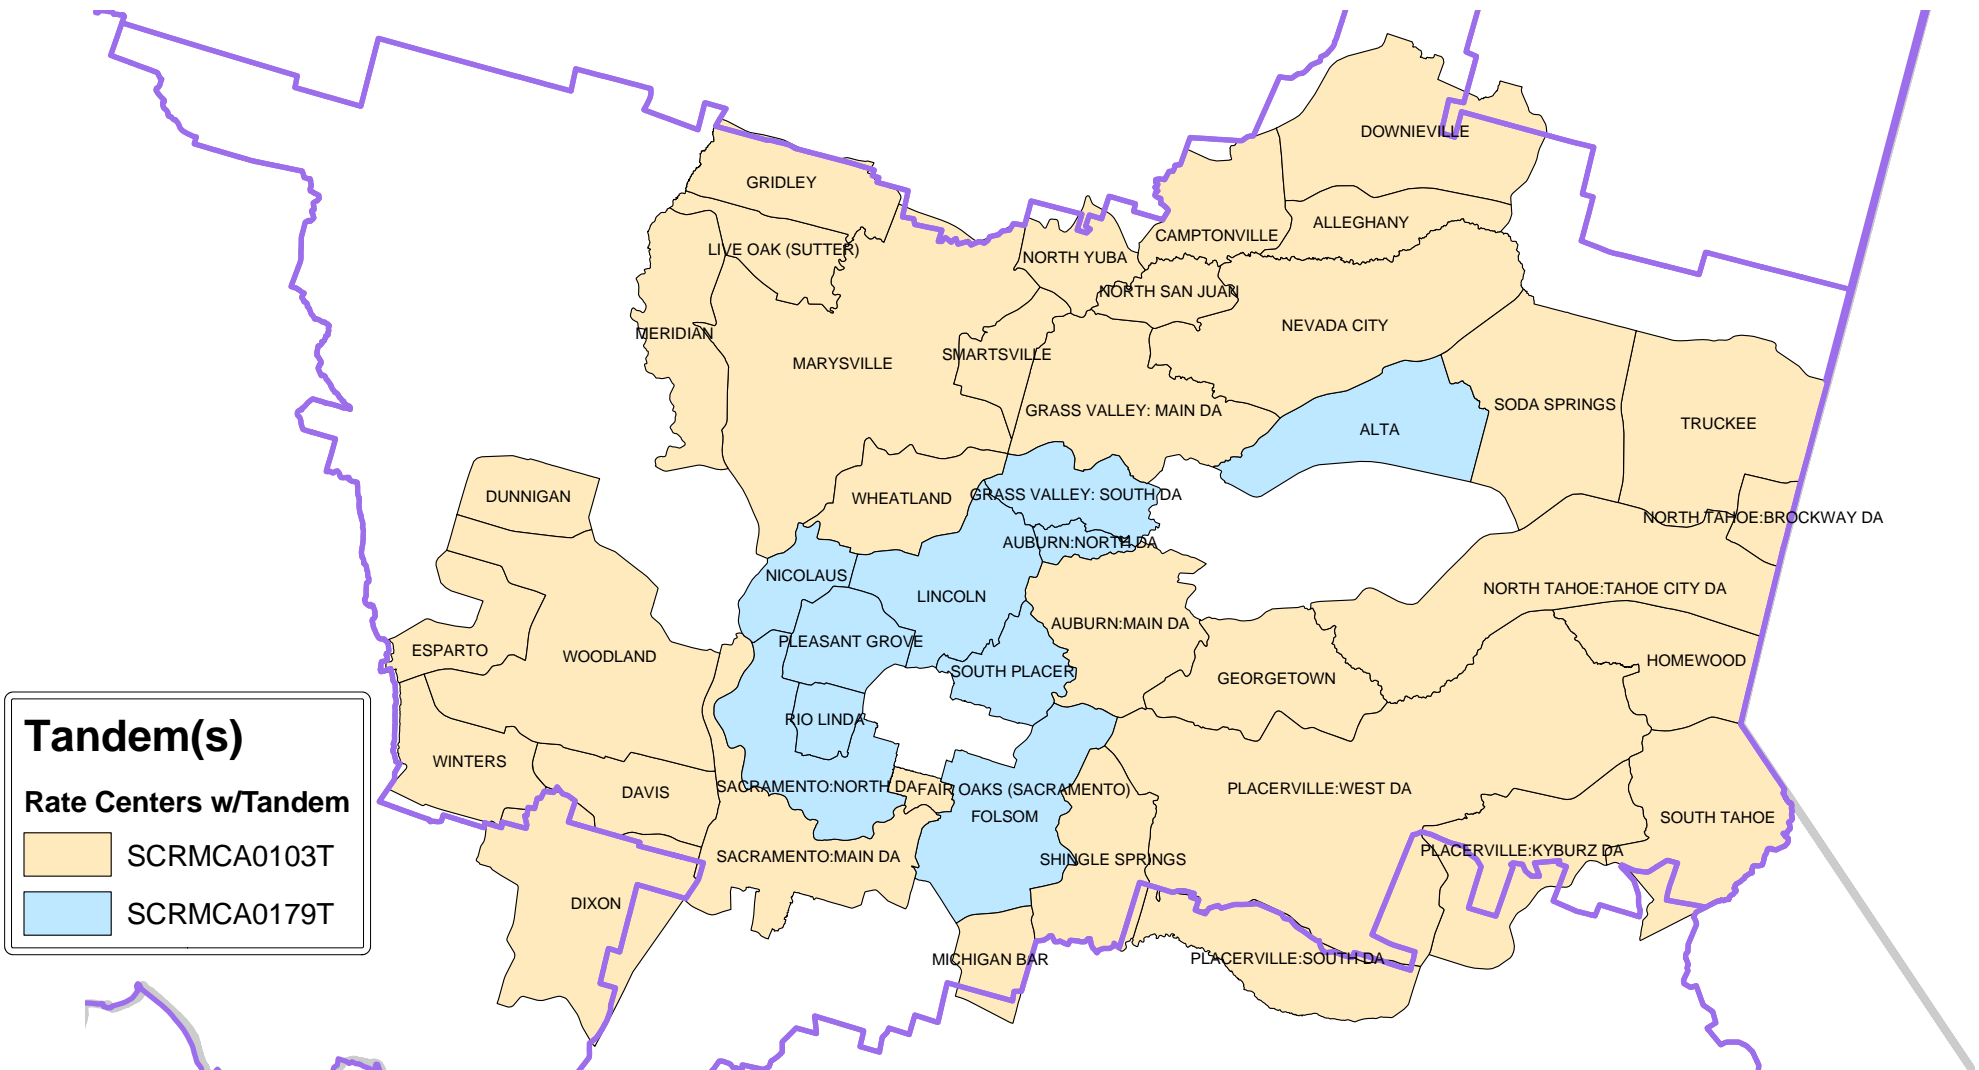 DOWNIEVILLE
GRIDLEY
ALLEGHANY
CAMPTONVILLE
LIVE OAK (SUTTER)
NORTH YUBA
NORTH SAN JUAN
NEVADA CITY
MERIDIAN
SMARTSVILLE
MARYSVILLE
SODA SPRINGS
GRASS VALLEY: MAIN DA
TRUCKEE
ALTA
DUNNIGAN
WHEATLAND
GRASS VALLEY: SOUTH DA
NORTH TAHOE:BROCKWAY DA
AUBURN:NORTH DA
NICOLAUS
LINCOLN
NORTH TAHOE:TAHOE CITY DA
AUBURN:MAIN DA
PLEASANT GROVE
ESPARTO
WOODLAND
HOMEWOOD
SOUTH PLACER
GEORGETOWN
RIO LINDA
WINTERS
SACRAMENTO:NORTH DA
FAIR OAKS (SACRAMENTO)
PLACERVILLE:WEST DA
DAVIS
FOLSOM
SOUTH TAHOE
PLACERVILLE:KYBURZ DA
SACRAMENTO:MAIN DA
SHINGLE SPRINGS
DIXON
MICHIGAN BAR
PLACERVILLE:SOUTH DA
Tandem(s)
Rate Centers w/Tandem
SCRMCA0103T
SCRMCA0179T